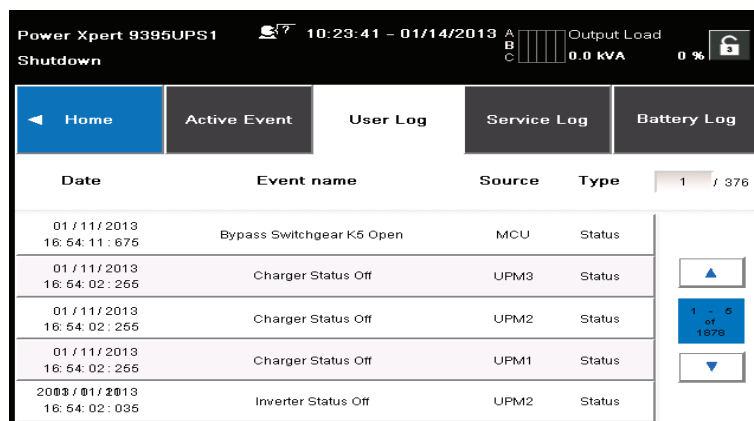 Power Xpert 9395UPS1
? 10:23:41 - 01/14/2013
Shutdown
A
B
C
Output Load
0.0 kVA 0 %
3
Home
Active Event
User Log
Service Log
Battery Log
Date Event name Source Type 1 / 376
01/11/2013
16:54:11:675
Bypass Switchgear K5 Open MCU Status
01/11/2013
16:54:02:255
Charger Status Off UPM3 Status
01/11/2013
16:54:02:255
Charger Status Off UPM2 Status
01/11/2013
16:54:02:255
Charger Status Off UPM1 Status
/01/ 13
16:54:02:035
Inverter Status Off UPM2 Status
1 - 5
of
1878